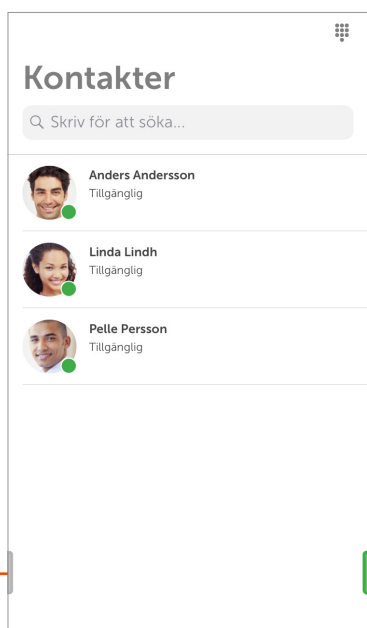 Kontakter
Skriv för att söka...
Anders Andersson
Tillgänglig
Linda Lindh
Tillgänglig
Pelle Persson
Tillgänglig